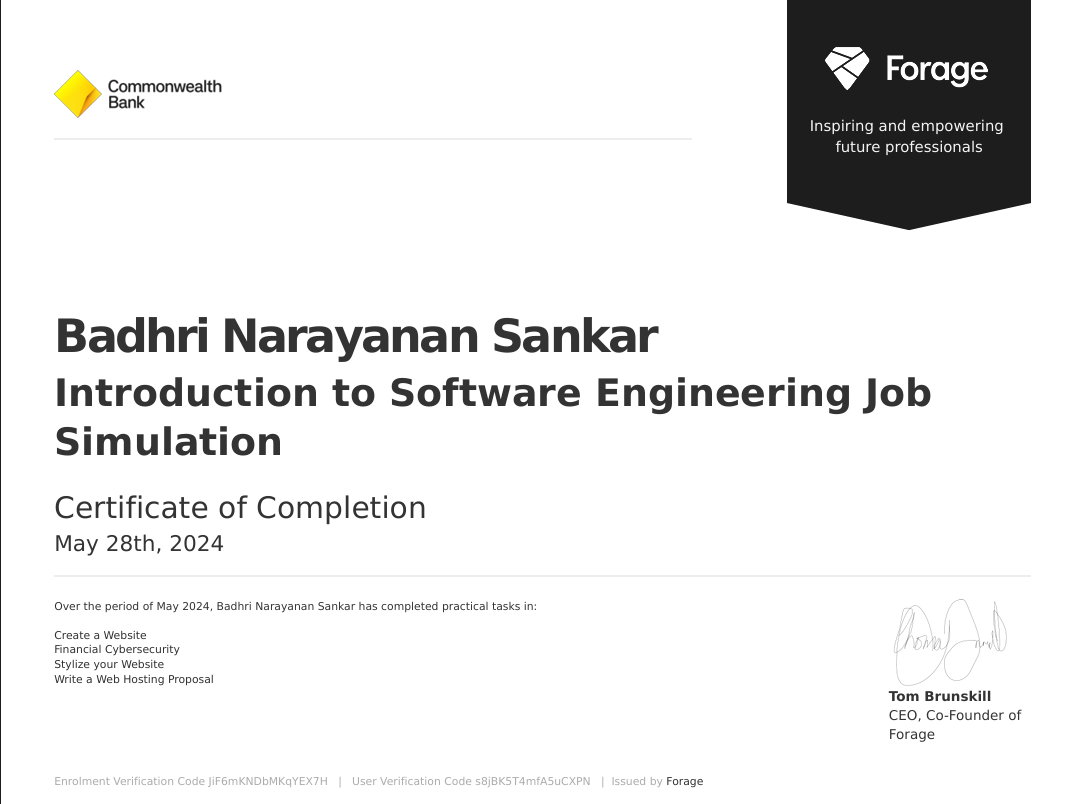 Commonwealth
Bank
Forage
Inspiring and empowering
future professionals
Badhri Narayanan Sankar
Introduction to Software Engineering Job
Simulation
Certificate of Completion
May 28th, 2024
Over the period of May 2024, Badhri Narayanan Sankar has completed practical tasks in:
Create a Website
Financial Cybersecurity
Stylize your Website
Write a Web Hosting Proposal
Tom Brunskill
CEO, Co-Founder of
Forage
Enrolment Verification Code JiF6mKNDbMKqYEX7H | User Verification Code s8jBK5T4mfA5uCXPN | Issued by Forage